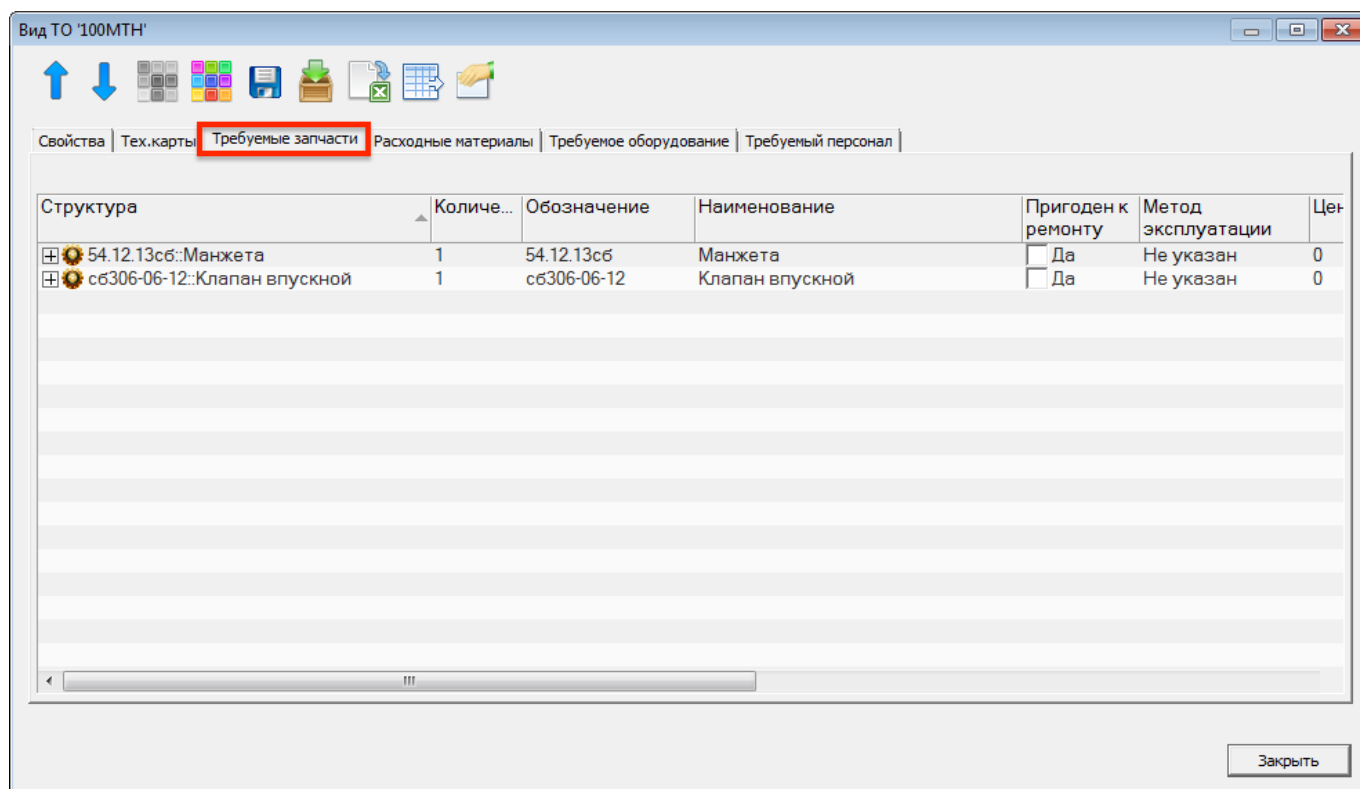 Вид ТО '100МТН'
Свойства Тех.карты Требуемые запчасти Расходные материалы Требуемое оборудование Требуемый персонал
Структура Количе... Обозначение Наименование Пригоден к ремонту Метод эксплуатации Цен
54.12.13сб::Манжета 1 54.12.13сб Манжета Да Не указан 0
сб306-06-12::Клапан впускной 1 сб306-06-12 Клапан впускной Да Не указан 0
Закрыть